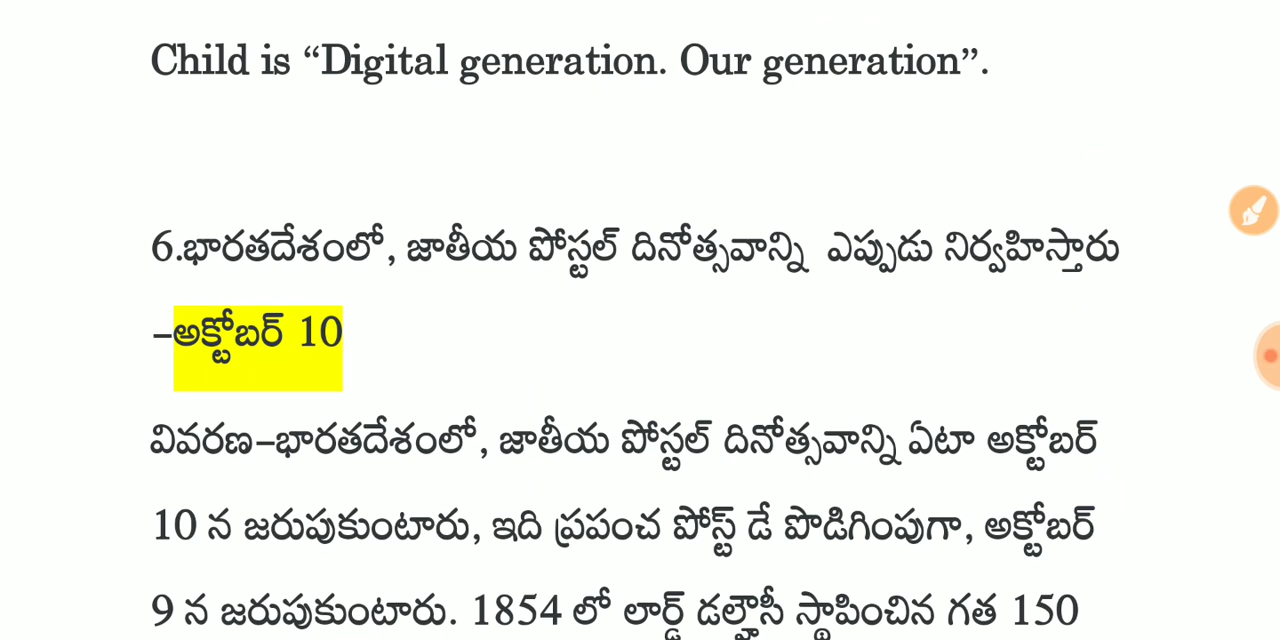 Child is “Digital generation. Our generation”.
6.భారతదేశంలో, జాతీయ పోస్టల్ దినోత్సవాన్ని ఎప్పుడు నిర్వహిస్తారు
–అక్టోబర్ 10
వివరణ–భారతదేశంలో, జాతీయ పోస్టల్ దినోత్సవాన్ని ఏటా అక్టోబర్
10 న జరుపుకుంటారు, ఇది ప్రపంచ పోస్ట్ డే పొడిగింపుగా, అక్టోబర్
9 న జరుపుకుంటారు. 1854 లో లార్డ్ డల్హౌసీ స్థాపించిన గత 150